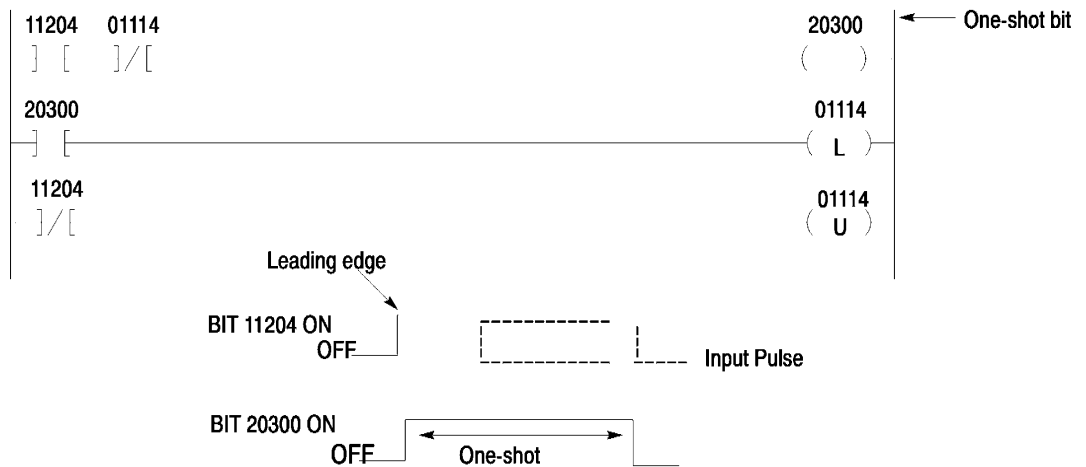 11204 01114 20300 One-shot bit
] [ ]/[ ( )
20300 01114
] [ ( L )
11204 01114
]/[ ( U )
Leading edge
BIT 11204 ON
OFF
Input Pulse
BIT 20300 ON
OFF One-shot